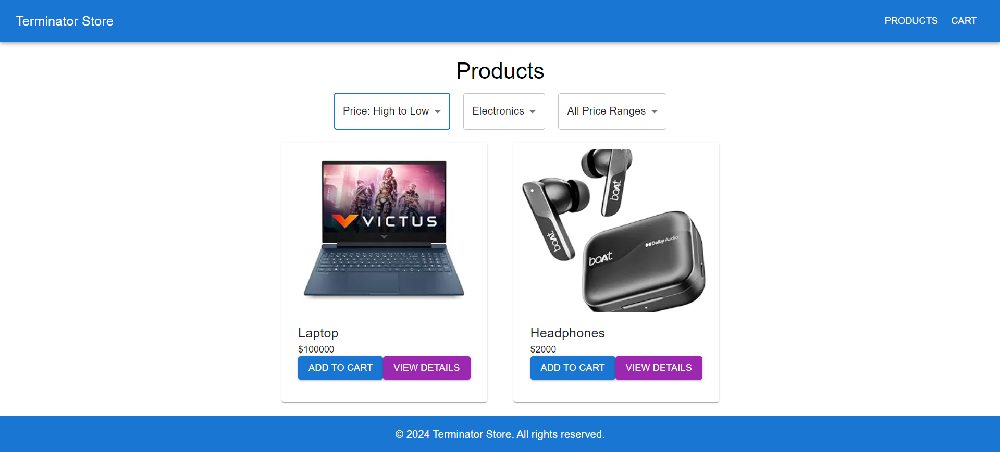 Terminator Store
PRODUCTS CART
Products
Price: High to Low Electronics All Price Ranges
VICTUS
boAt
boAt
Dolby Audio
boAt
Laptop
$100000
ADD TO CART VIEW DETAILS
Headphones
$2000
ADD TO CART VIEW DETAILS
© 2024 Terminator Store. All rights reserved.